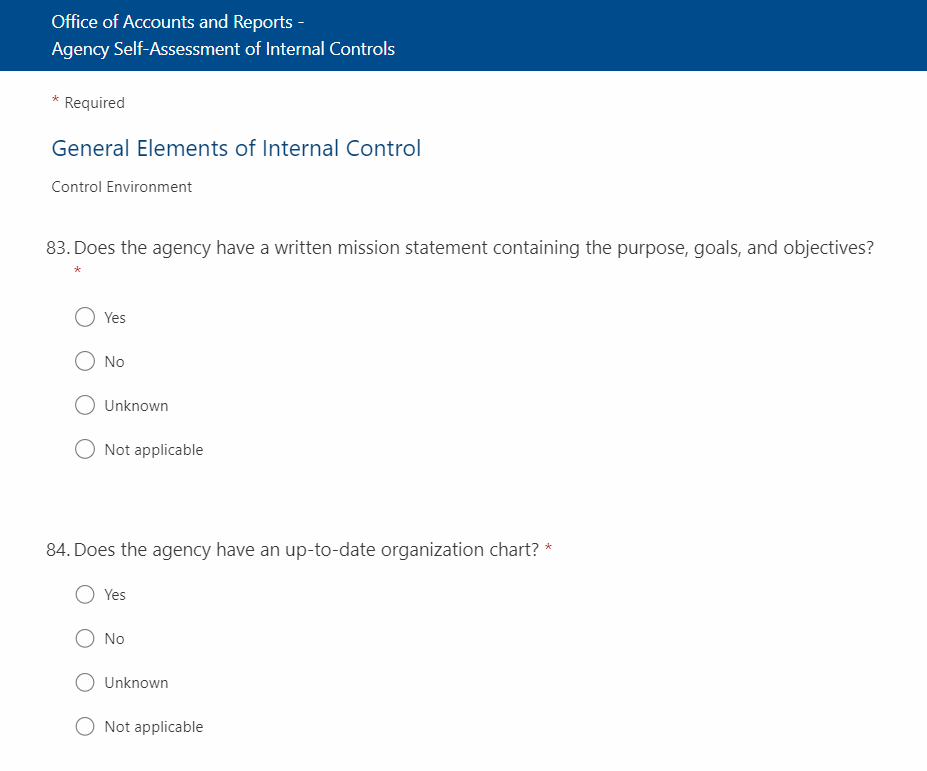 Office of Accounts and Reports -
Agency Self-Assessment of Internal Controls
* Required
General Elements of Internal Control
Control Environment
83. Does the agency have a written mission statement containing the purpose, goals, and objectives?
*
Yes
No
Unknown
Not applicable
84. Does the agency have an up-to-date organization chart? *
Yes
No
Unknown
Not applicable